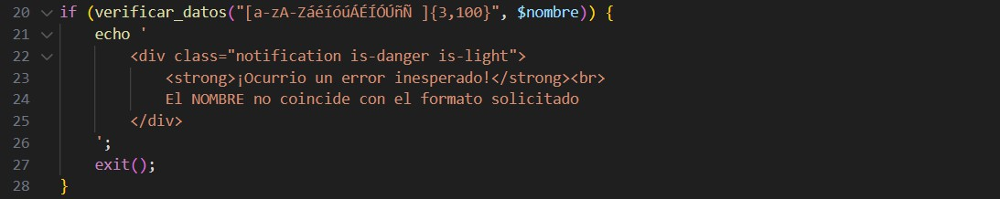 20 if (verificar_datos("[a-zA-ZáéíóúÁÉÍÓÚñÑ ]{3,100}", $nombre)) {
21     echo '
22         <div class="notification is-danger is-light">
23             <strong>¡Ocurrio un error inesperado!</strong><br>
24             El NOMBRE no coincide con el formato solicitado
25         </div>
26     ';
27     exit();
28 }